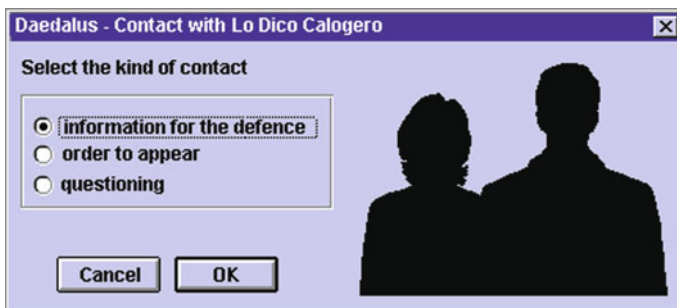 Daedalus - Contact with Lo Dico Calogero
Select the kind of contact
information for the defence
order to appear
questioning
Cancel OK